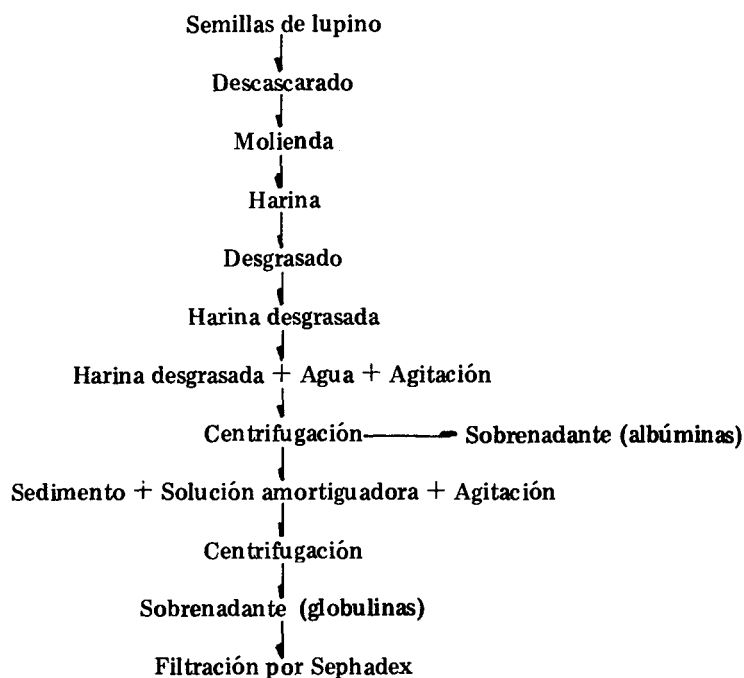 Semillas de lupino
Descascarado
Molienda
Harina
Desgrasado
Harina desgrasada
Harina desgrasada + Agua + Agitación
Centrifugación Sobrenadante (albúminas)
Sedimento + Solución amortiguadora + Agitación
Centrifugación
Sobrenadante (globulinas)
Filtración por Sephadex